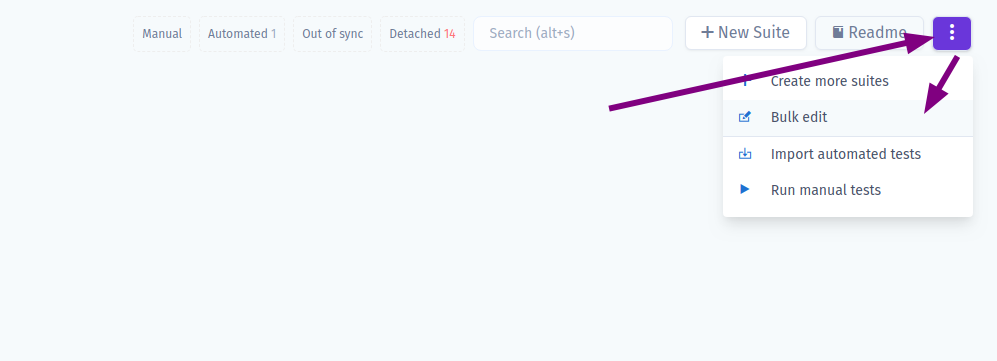 Manual Automated 1 Out of sync Detached 14 Search (alt+s) New Suite Readme
Create more suites
Bulk edit
Import automated tests
Run manual tests